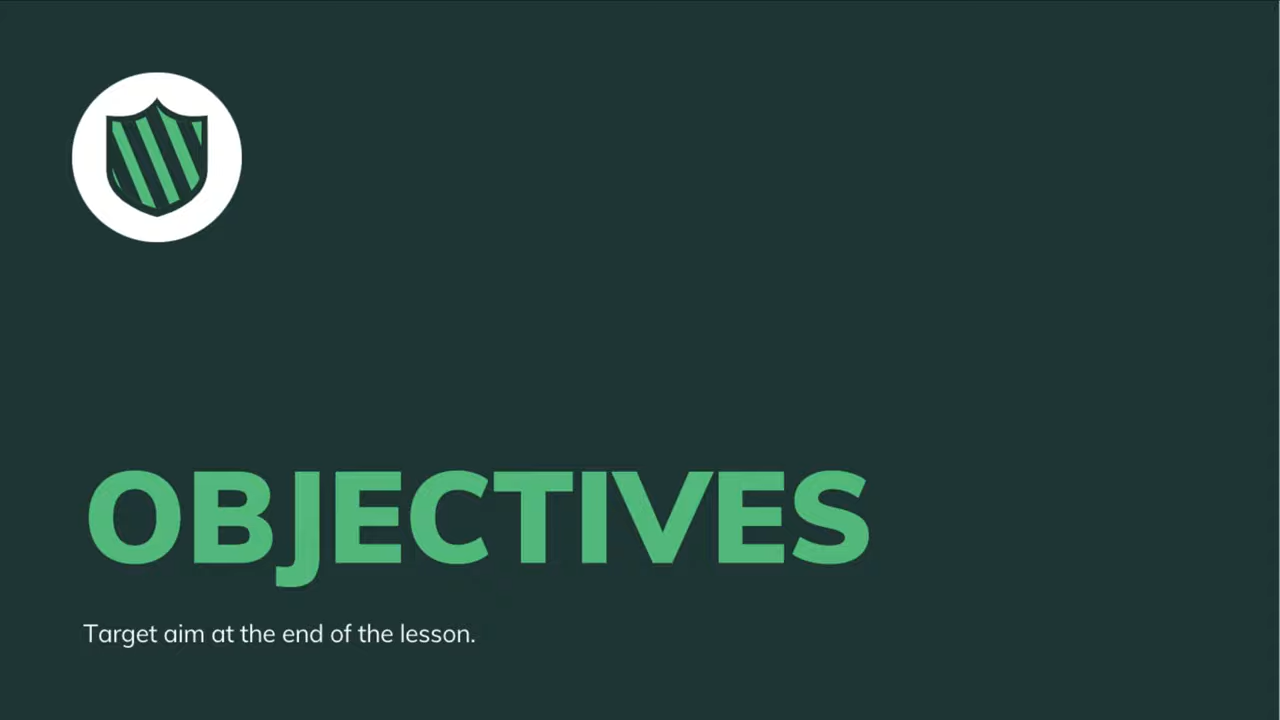 OBJECTIVES
Target aim at the end of the lesson.